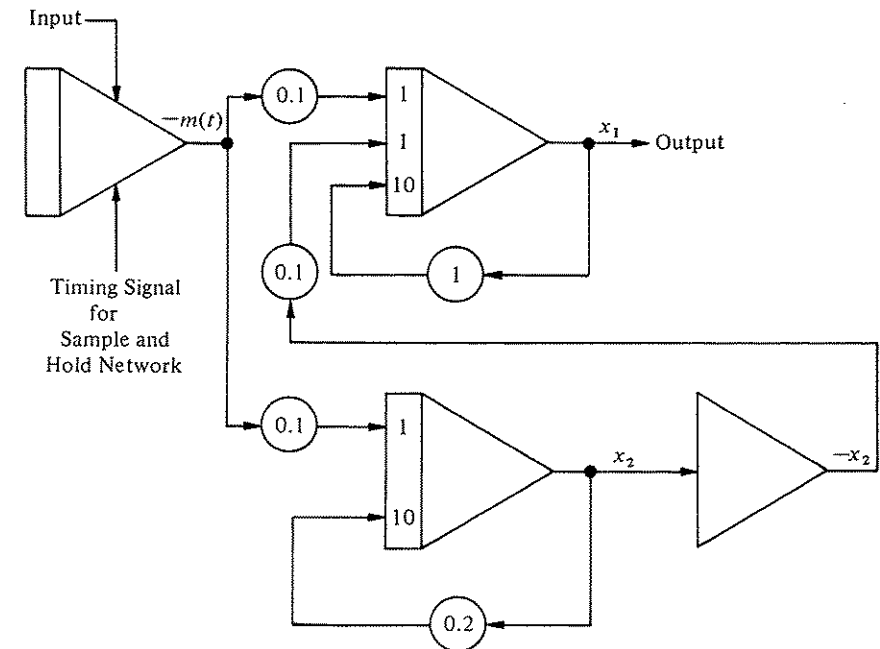 Input
−m(t)
0.1
1
1
10
x₁
Output
0.1
1
Timing Signal
for
Sample and
Hold Network
0.1
1
10
x₂
−x₂
0.2